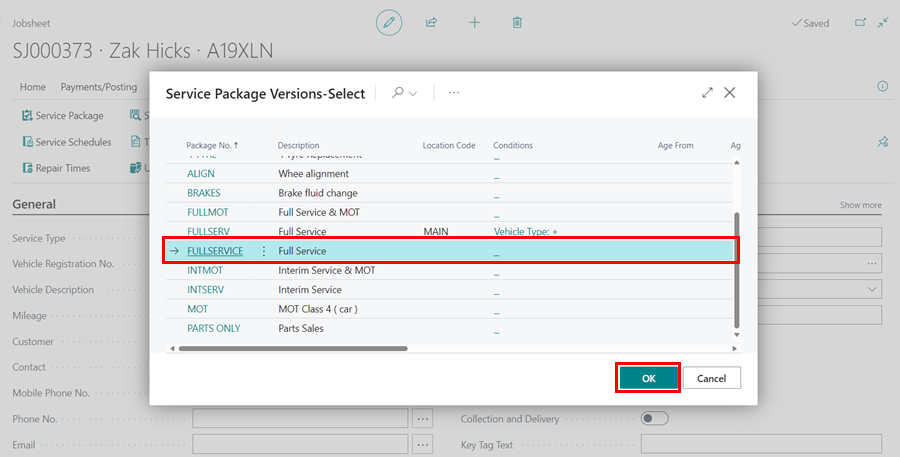 Jobsheet
Saved
SJ000373 · Zak Hicks · A19XLN
Home Payments/Posting
Service Package Versions-Select
Service Package
Service Schedules
Repair Times
General
Show more
Package No. ↑ Description Location Code Conditions Age From Ag
ALIGN Whee alignment _
BRAKES Brake fluid change _
FULLMOT Full Service & MOT _
FULLSERV Full Service MAIN Vehicle Type: +
FULLSERVICE Full Service _
INTMOT Interim Service & MOT _
INTSERV Interim Service _
MOT MOT Class 4 ( car ) _
PARTS ONLY Parts Sales _
OK Cancel
Service Type
Vehicle Registration No.
Vehicle Description
Mileage
Customer
Contact
Mobile Phone No.
Phone No.
Email
Collection and Delivery
Key Tag Text